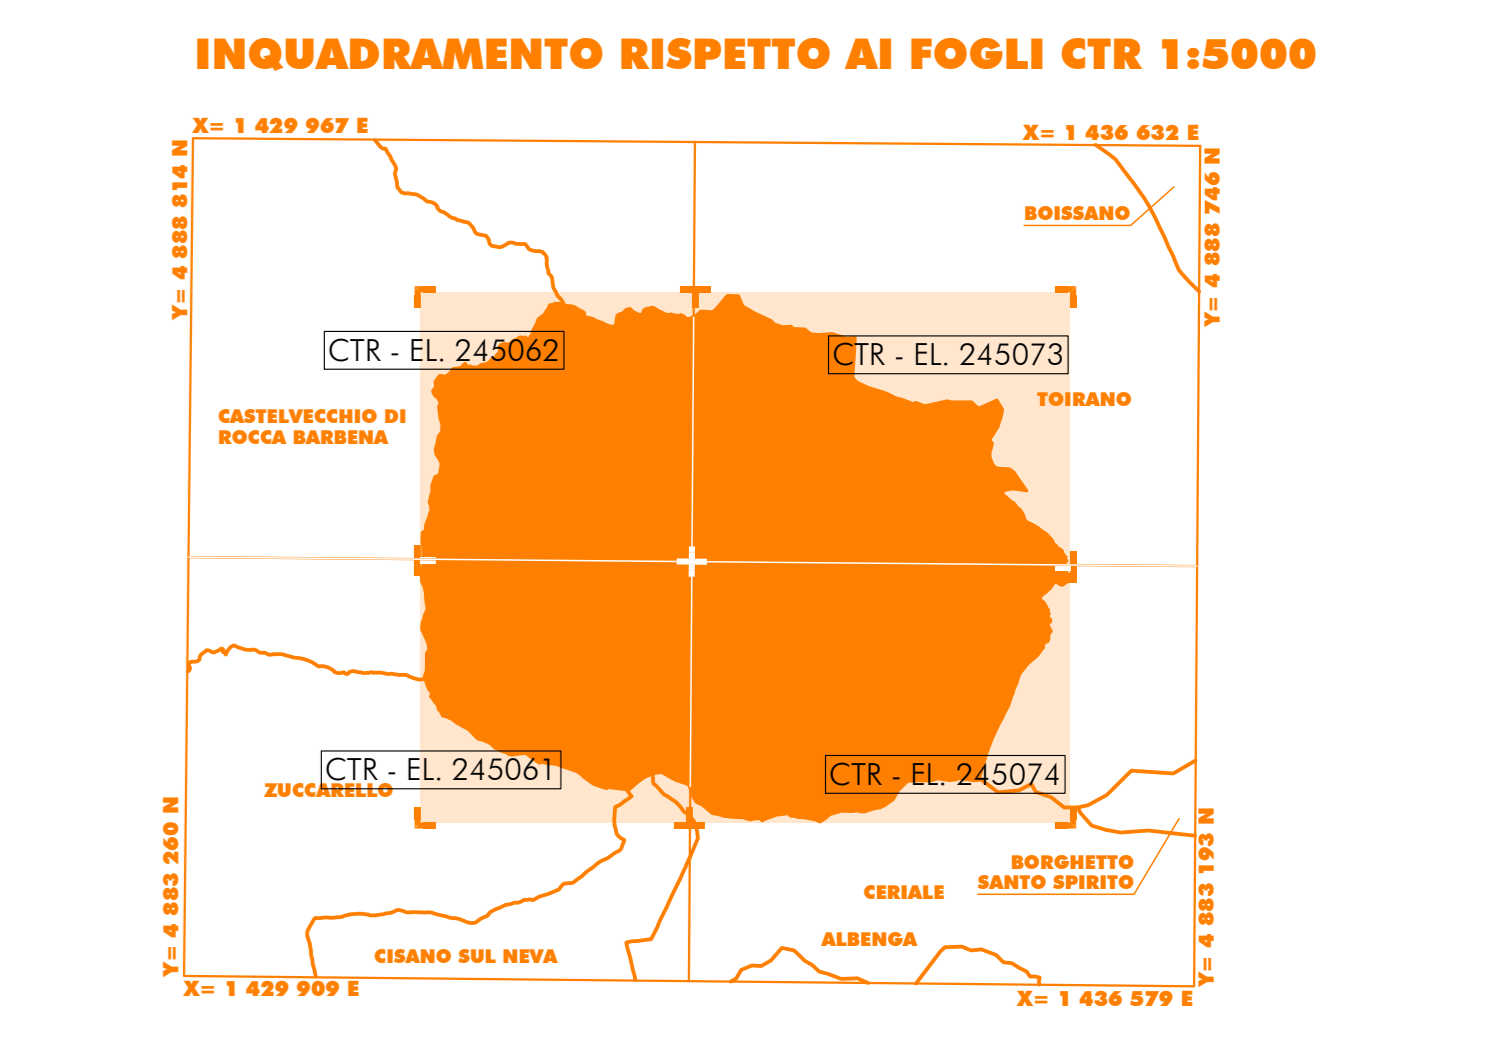 INQUADRAMENTO RISPETTO AI FOGLI CTR 1:5000
X= 1 429 967 E
X= 1 436 632 E
Y= 4 888 814 N
Y= 4 888 746 N
BOISSANO
CTR - EL. 245062
CTR - EL. 245073
TOIRANO
CASTELVECCHIO DI
ROCCA BARBENA
CTR - EL. 245061
CTR - EL. 245074
ZUCCARELLO
Y= 4 883 260 N
Y= 4 883 193 N
BORGHETTO
SANTO SPIRITO
CERIALE
ALBENGA
CISANO SUL NEVA
X= 1 429 909 E
X= 1 436 579 E